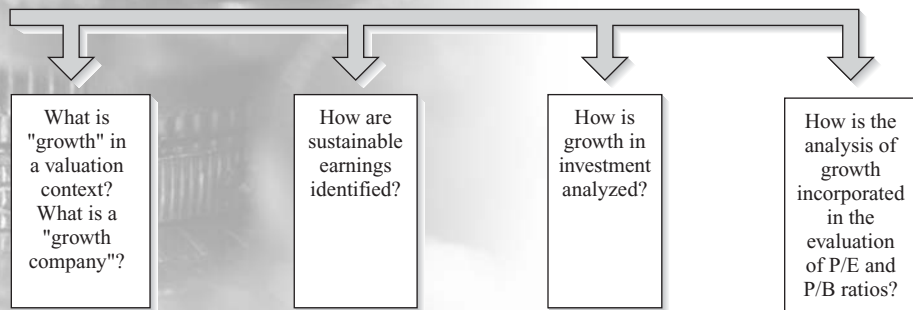 What is
"growth" in
a valuation
context?
What is a
"growth
company"?
How are
sustainable
earnings
identified?
How is
growth in
investment
analyzed?
How is the
analysis of
growth
incorporated
in the
evaluation
of P/E and
P/B ratios?